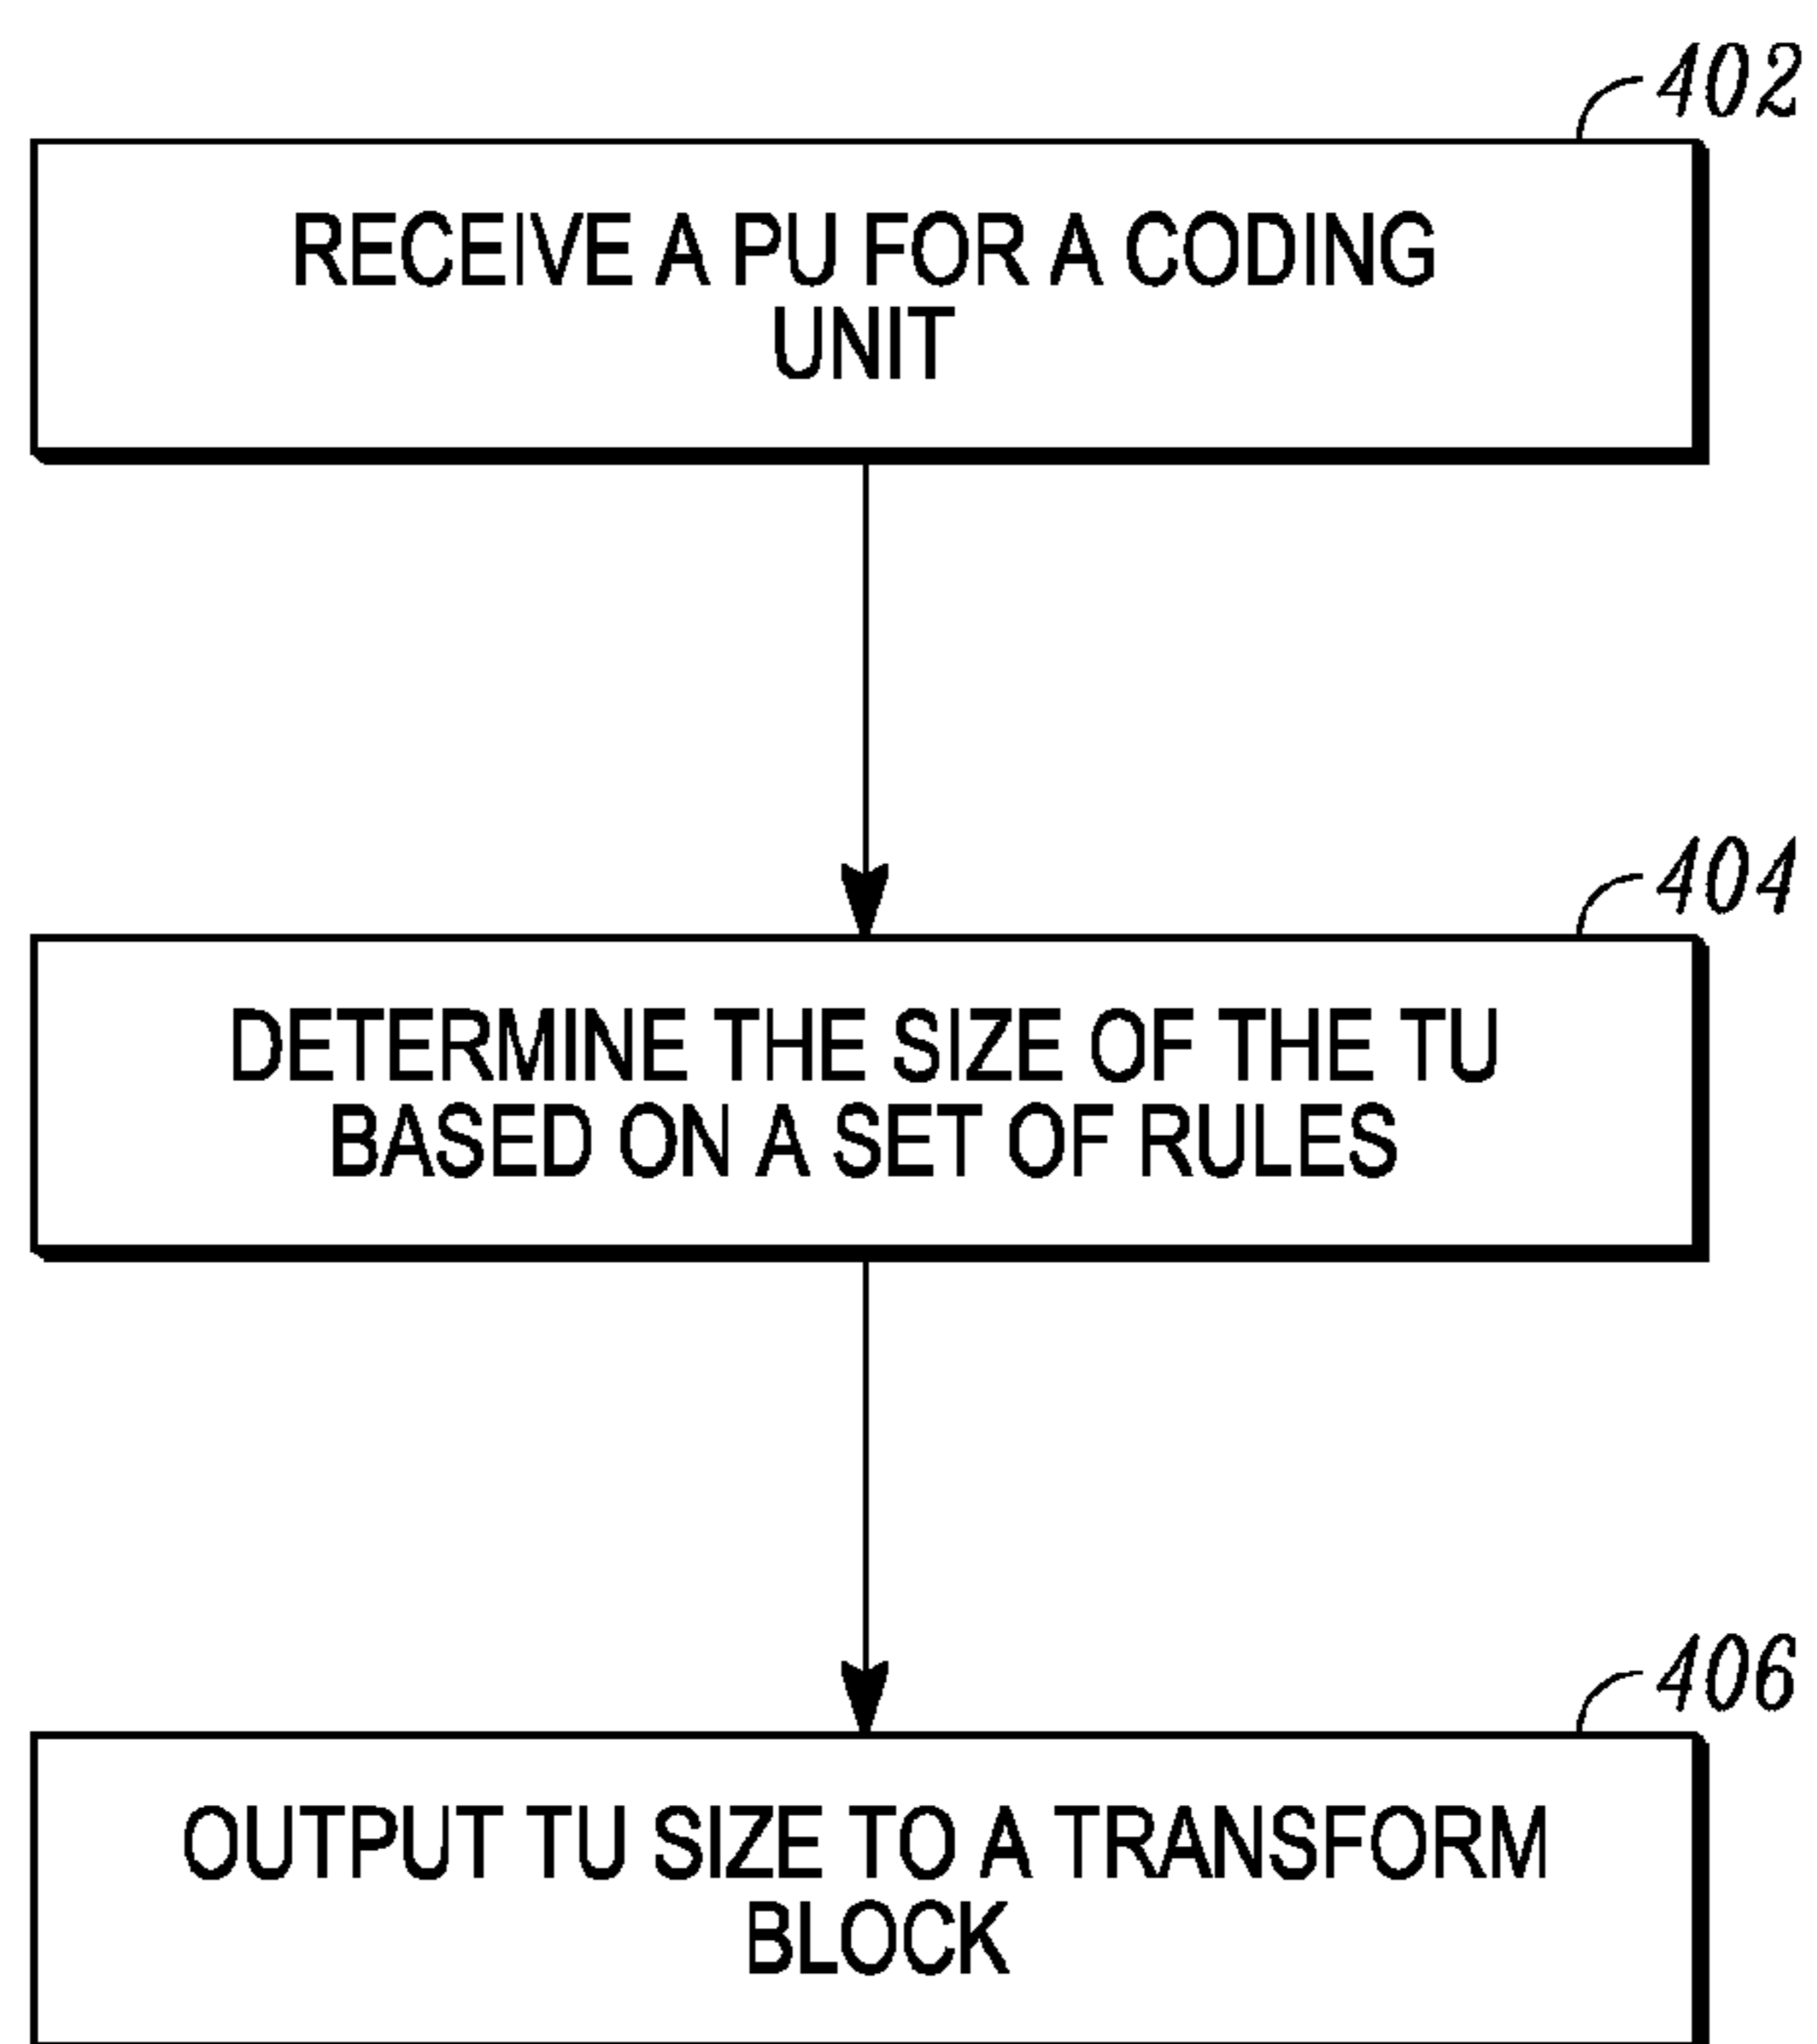 402
RECEIVE A PU FOR A CODING
UNIT
404
DETERMINE THE SIZE OF THE TU
BASED ON A SET OF RULES
406
OUTPUT TU SIZE TO A TRANSFORM
BLOCK